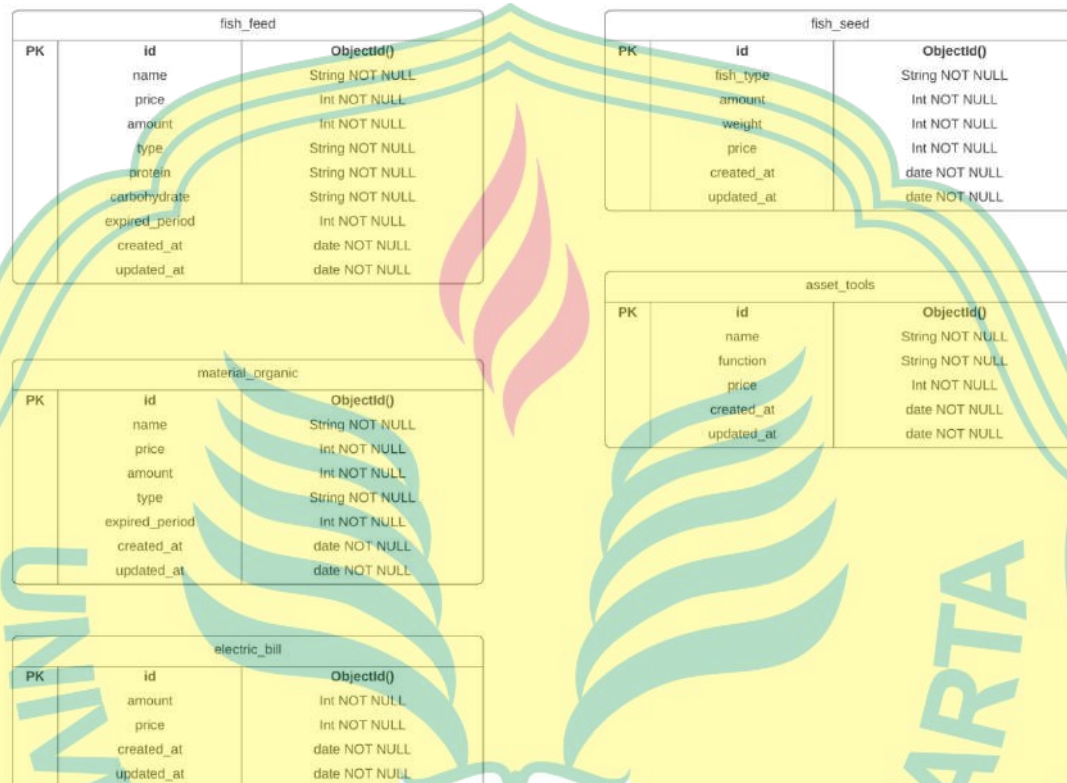 fish_feed
PK id ObjectId()
name String NOT NULL
price Int NOT NULL
amount Int NOT NULL
type String NOT NULL
protein String NOT NULL
carbohydrate String NOT NULL
expired_period Int NOT NULL
created_at date NOT NULL
updated_at date NOT NULL
fish_seed
PK id ObjectId()
fish_type String NOT NULL
amount Int NOT NULL
weight Int NOT NULL
price Int NOT NULL
created_at date NOT NULL
updated_at date NOT NULL
asset_tools
PK id ObjectId()
name String NOT NULL
function String NOT NULL
price Int NOT NULL
created_at date NOT NULL
updated_at date NOT NULL
material_organic
PK id ObjectId()
name String NOT NULL
price Int NOT NULL
amount Int NOT NULL
type String NOT NULL
expired_period Int NOT NULL
created_at date NOT NULL
updated_at date NOT NULL
electric_bill
PK id ObjectId()
amount Int NOT NULL
price Int NOT NULL
created_at date NOT NULL
updated_at date NOT NULL
ARTA